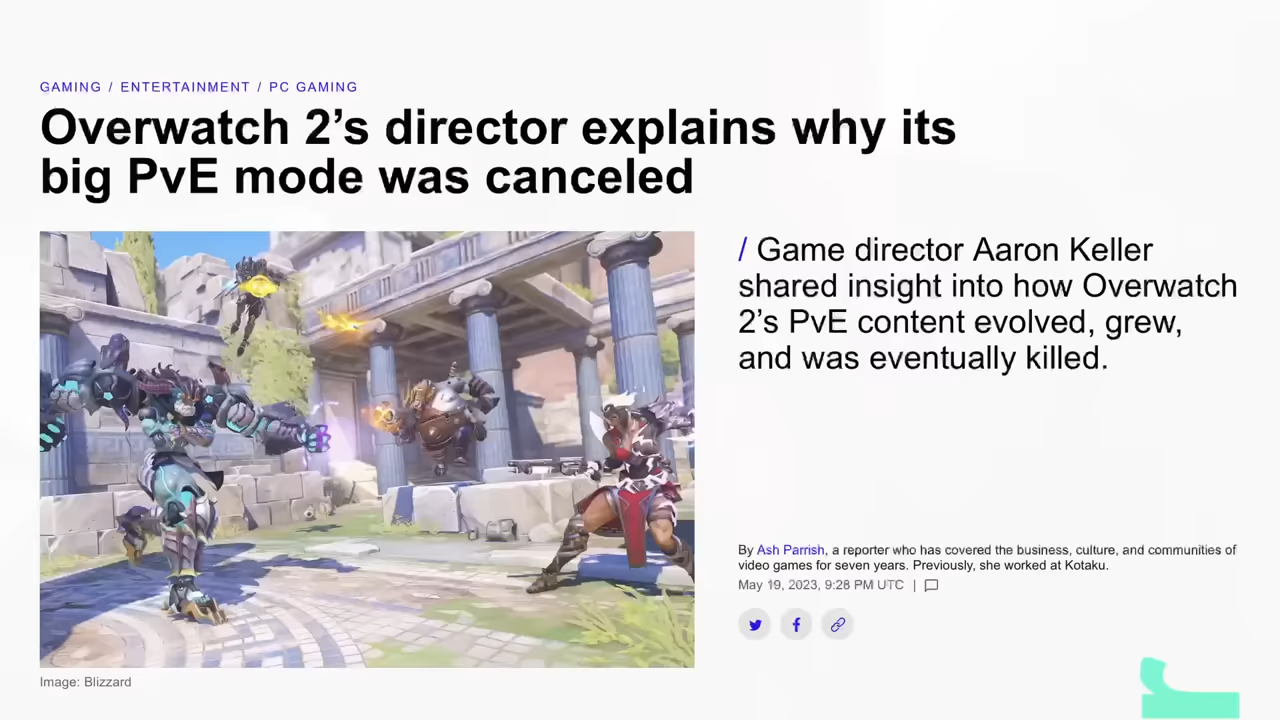 GAMING / ENTERTAINMENT / PC GAMING
Overwatch 2’s director explains why its
big PvE mode was canceled
/ Game director Aaron Keller
shared insight into how Overwatch
2’s PvE content evolved, grew,
and was eventually killed.
By Ash Parrish, a reporter who has covered the business, culture, and communities of
video games for seven years. Previously, she worked at Kotaku.
May 19, 2023, 9:28 PM UTC |
Image: Blizzard